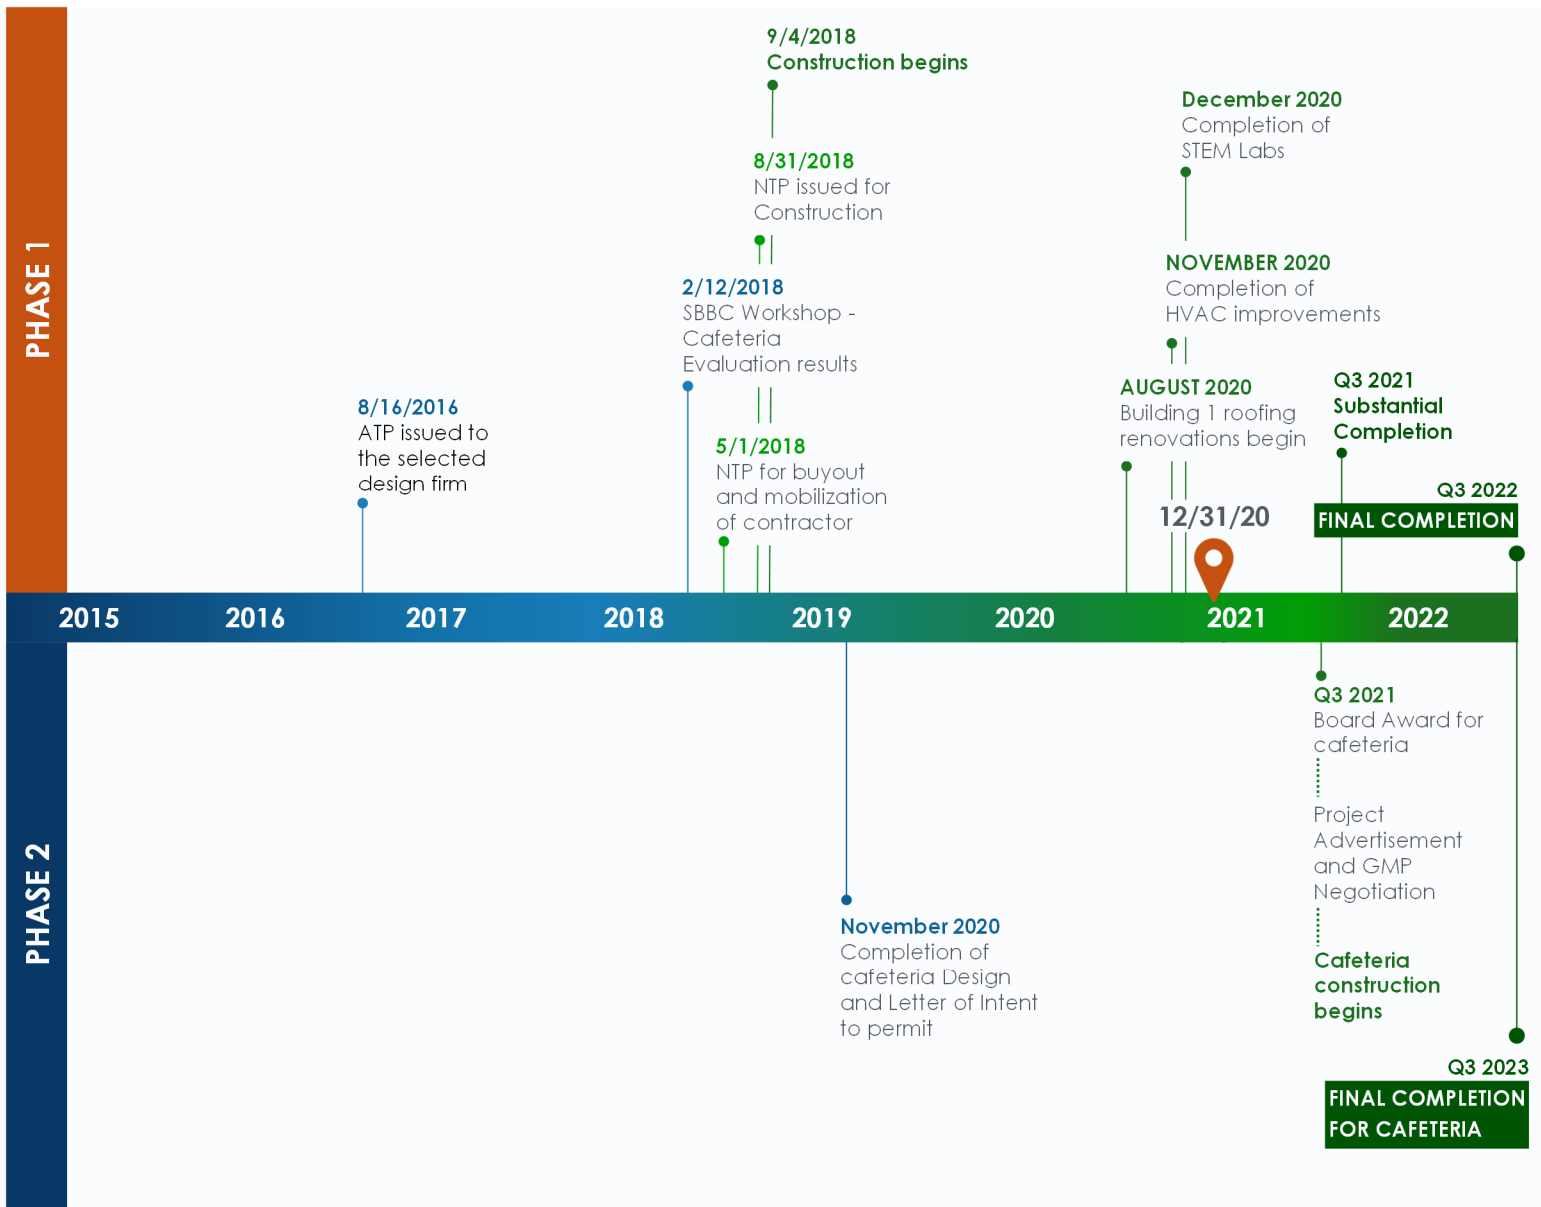 PHASE 1
9/4/2018
Construction begins
8/31/2018
NTP issued for
Construction
2/12/2018
SBBC Workshop -
Cafeteria
Evaluation results
5/1/2018
NTP for buyout
and mobilization
of contractor
8/16/2016
ATP issued to
the selected
design firm
December 2020
Completion of
STEM Labs
NOVEMBER 2020
Completion of
HVAC improvements
AUGUST 2020
Building 1 roofing
renovations begin
12/31/20
Q3 2021
Substantial
Completion
Q3 2022
FINAL COMPLETION
2015 2016 2017 2018 2019 2020 2021 2022
PHASE 2
November 2020
Completion of
cafeteria Design
and Letter of Intent
to permit
Q3 2021
Board Award for
cafeteria
Project
Advertisement
and GMP
Negotiation
Cafeteria
construction
begins
Q3 2023
FINAL COMPLETION
FOR CAFETERIA